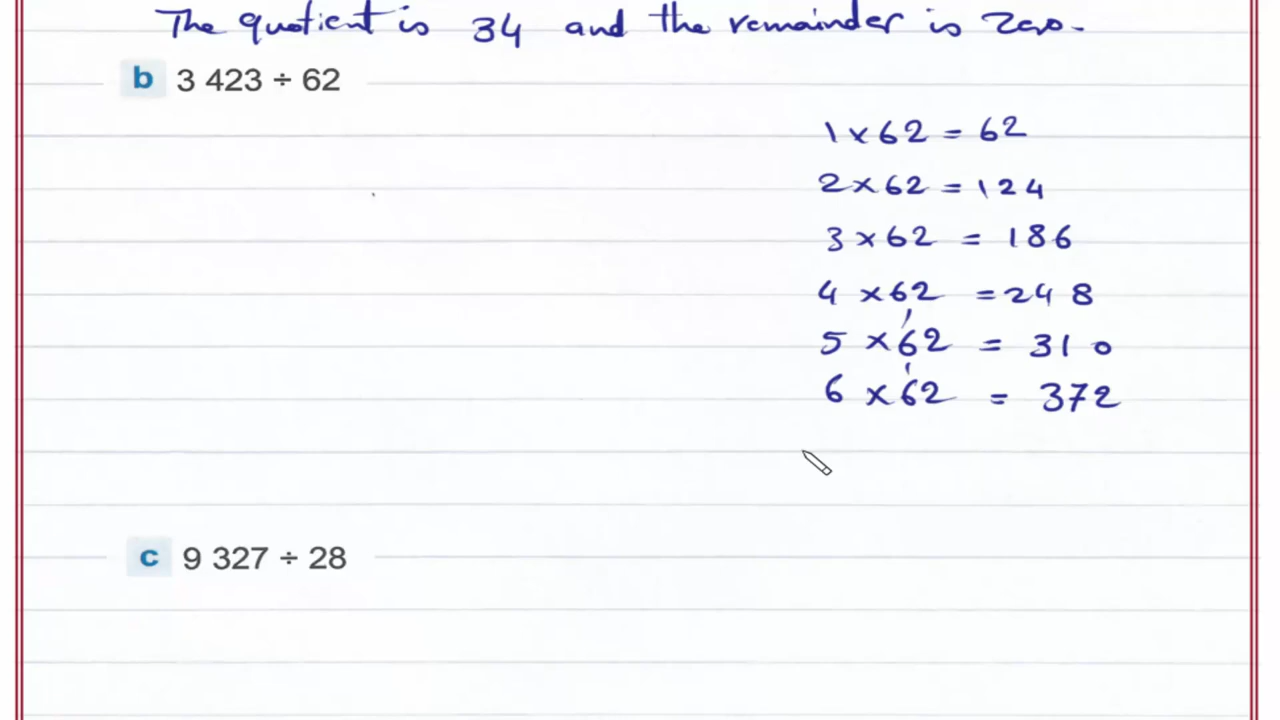 The quotient is 34 and the remainder is zero.
b 3 423 ÷ 62
1 × 62 = 62
2 × 62 = 124
3 × 62 = 186
4 × 62 = 248
5 × 62 = 310
6 × 62 = 372
c 9 327 ÷ 28